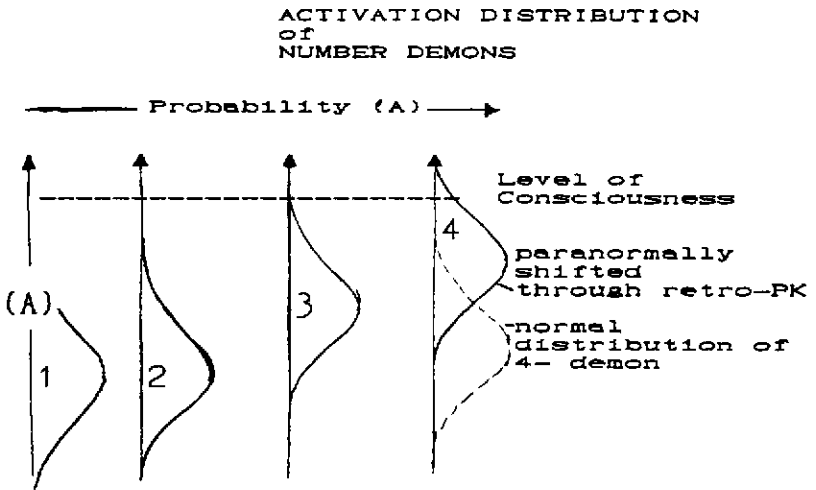 ACTIVATION DISTRIBUTION
of
NUMBER DEMONS
Probability (A)
Level of
Consciousness
(A)
1
2
3
4
paranormally
shifted
through retro-PK
normal
distribution of
4- demon